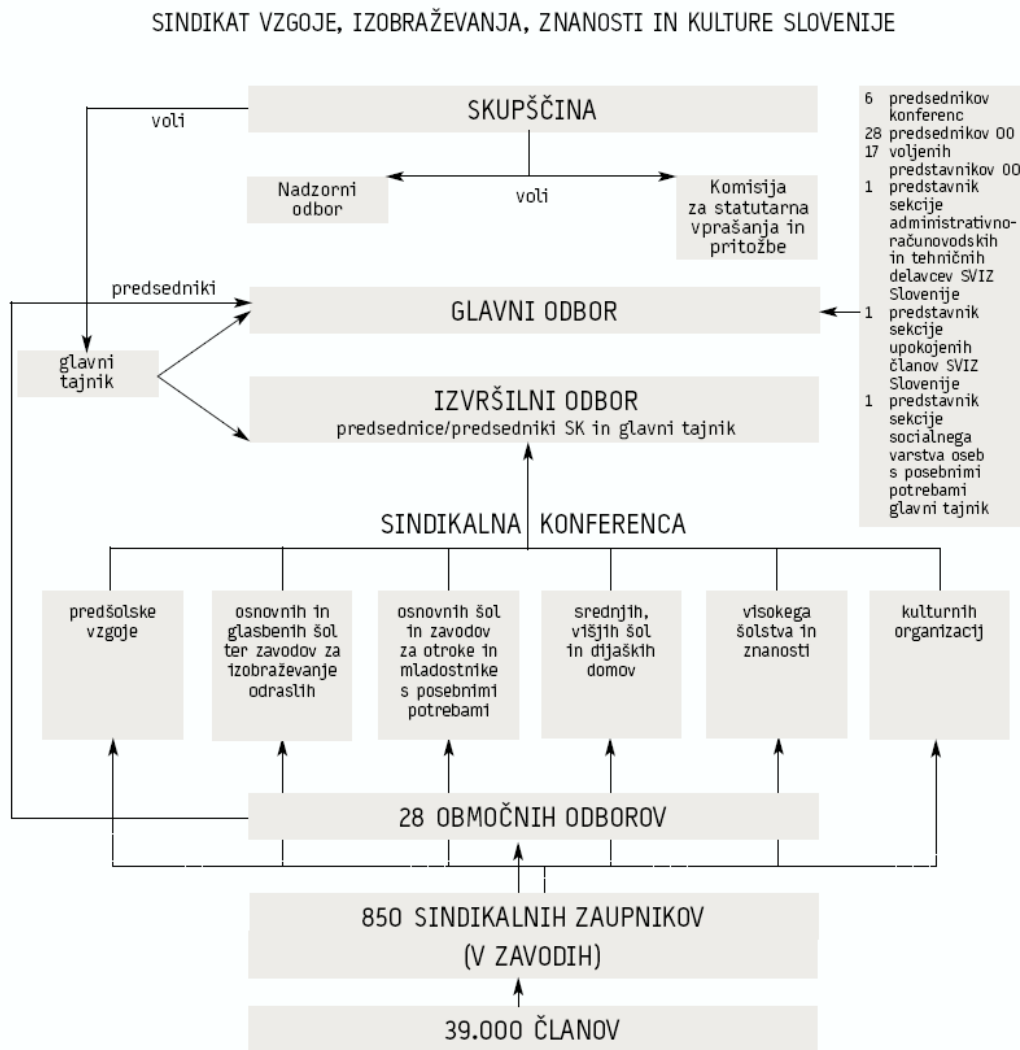 SINDIKAT VZGOJE, IZOBRAŽEVANJA, ZNANOSTI IN KULTURE SLOVENIJE
SKUPŠČINA
voli
Nadzorni
odbor
voli
Komisija
za statutarna
vprašanja in
pritožbe
6 predsednikov
konferenc
28 predsednikov OO
17 voljenih
predstavnikov OO
1 predstavnik
sekcije
administrativno-
računovodskih
in tehničnih
delavcev SVIZ
Slovenije
1 predstavnik
sekcije
upokojenih
članov SVIZ
Slovenije
1 predstavnik
sekcije
socialnega
varstva oseb
s posebnimi
potrebami
glavni tajnik
predsedniki
GLAVNI ODBOR
glavni
tajnik
IZVRŠILNI ODBOR
predsednice/predsedniki SK in glavni tajnik
SINDIKALNA KONFERENCA
predšolske
vzgoje
osnovnih in
glasbenih šol
ter zavodov za
izobraževanje
odraslih
osnovnih šol
in zavodov
za otroke in
mladostnike
s posebnimi
potrebami
srednjih,
višjih šol
in dijaških
domov
visokega
šolstva in
znanosti
kulturnih
organizacij
28 OBMOČNIH ODBOROV
850 SINDIKALNIH ZAUPNIKOV
(V ZAVODIH)
39.000 ČLANOV